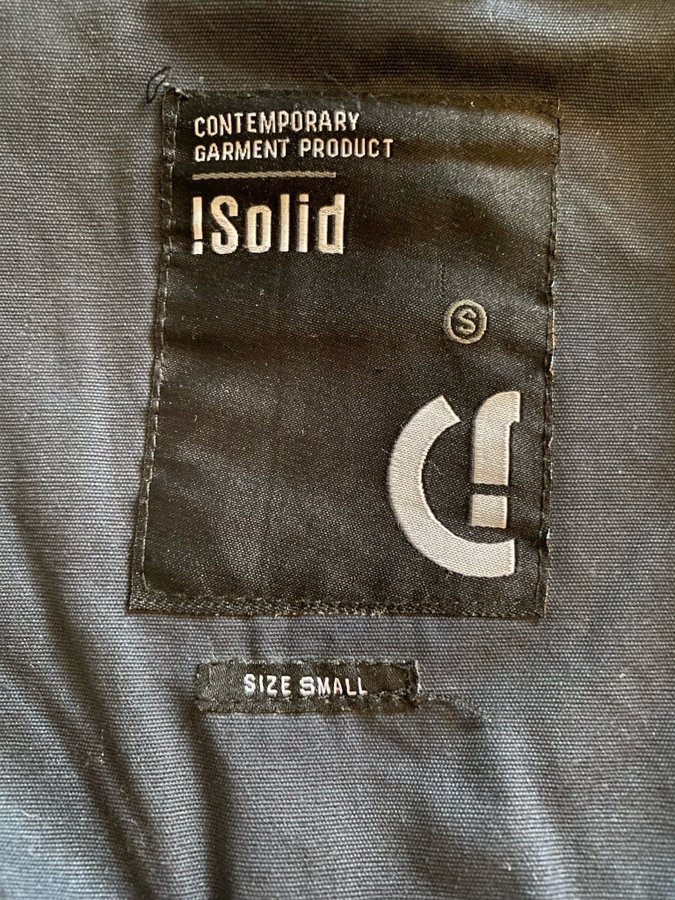 CONTEMPORARY
GARMENT PRODUCT
!Solid
S
SIZE SMALL